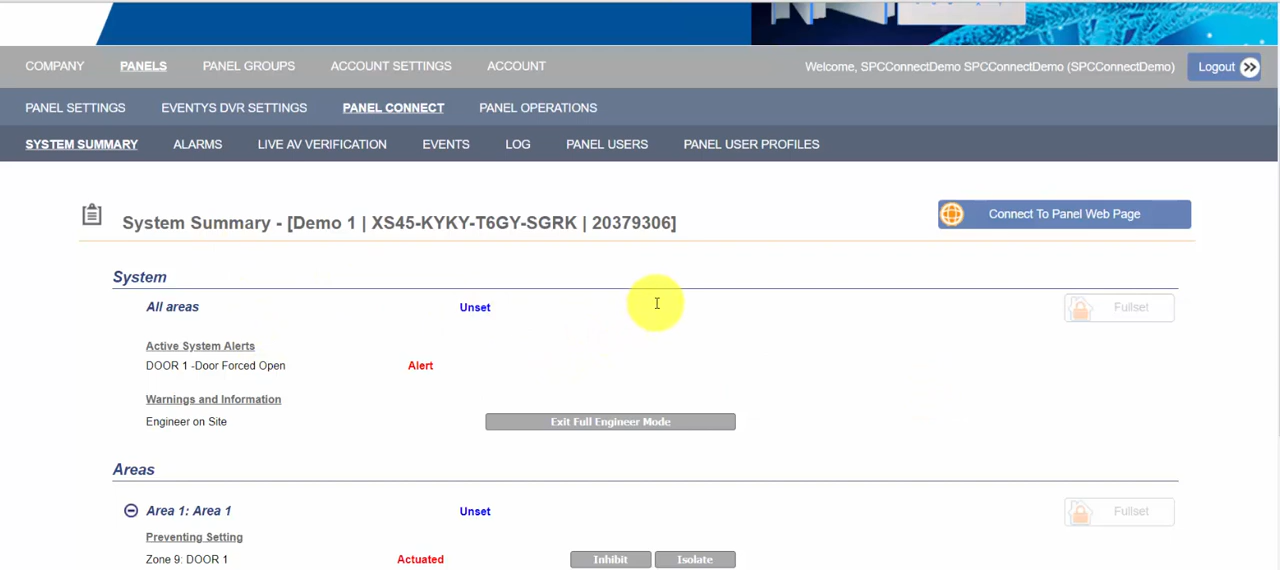 COMPANY PANELS PANEL GROUPS ACCOUNT SETTINGS ACCOUNT Welcome, SPCConnectDemo SPCConnectDemo (SPCConnectDemo) Logout
PANEL SETTINGS EVENTYS DVR SETTINGS PANEL CONNECT PANEL OPERATIONS
SYSTEM SUMMARY ALARMS LIVE AV VERIFICATION EVENTS LOG PANEL USERS PANEL USER PROFILES
System Summary - [Demo 1 | XS45-KYKY-T6GY-SGRK | 20379306] Connect To Panel Web Page
System
All areas Unset Fullset
Active System Alerts
DOOR 1 -Door Forced Open Alert
Warnings and Information
Engineer on Site Exit Full Engineer Mode
Areas
Area 1: Area 1 Unset Fullset
Preventing Setting
Zone 9: DOOR 1 Actuated Inhibit Isolate